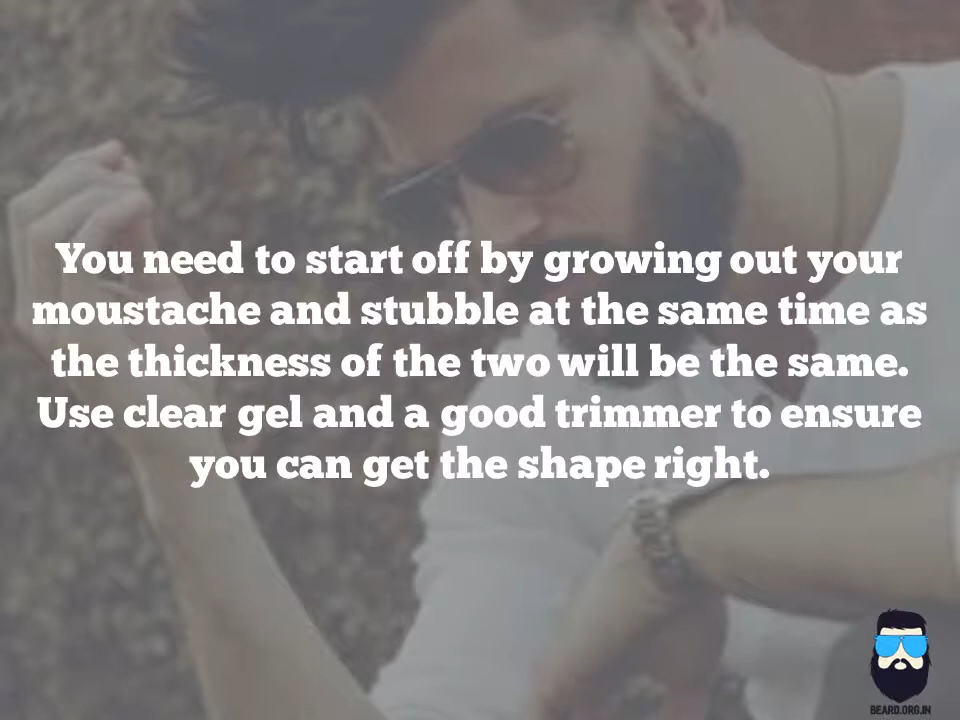 You need to start off by growing out your
moustache and stubble at the same time as
the thickness of the two will be the same.
Use clear gel and a good trimmer to ensure
you can get the shape right.
BEARD.ORG.IN